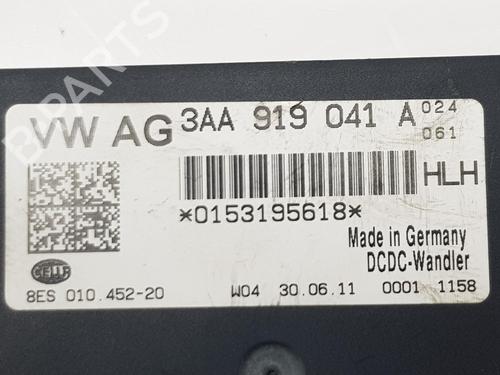 VW AG 3AA 919 041 A 024
061
HLH
*0153195618*
Made in Germany
DCDC-Wandler
HELLA
8ES 010.452-20 W04 30.06.11 0001 1158
B-PARTS